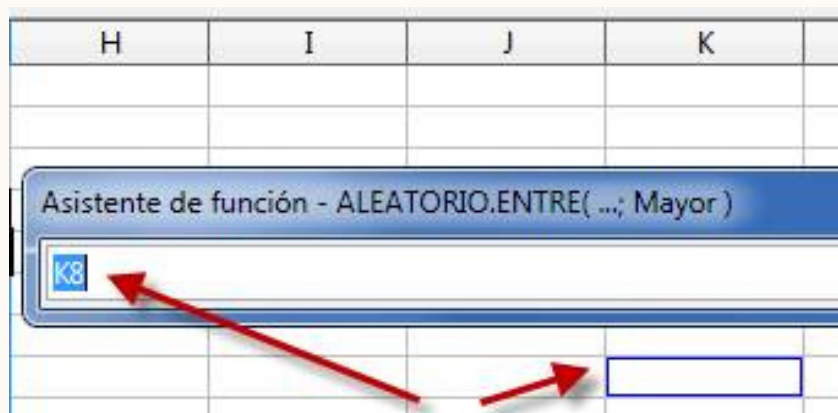 H I J K
Asistente de función - ALEATORIO.ENTRE( ...; Mayor )
K8